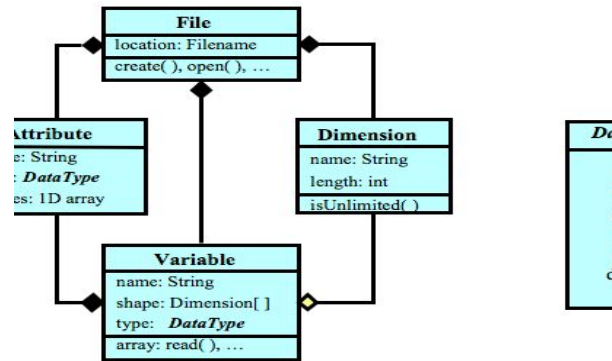 File
location: Filename
create( ), open( ), ...
Attribute
e: String
: DataType
es: 1D array
Dimension
name: String
length: int
isUnlimited( )
Variable
name: String
shape: Dimension[ ]
type: DataType
array: read( ), ...
Da
d